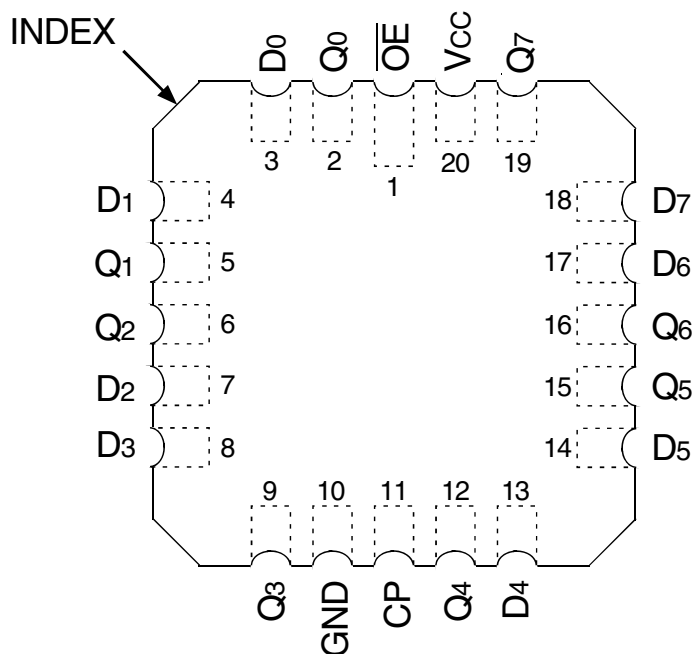 INDEX
D0 Q0 OE VCC Q7
3 2 1 20 19
D1 4 18 D7
Q1 5 17 D6
Q2 6 16 Q6
D2 7 15 Q5
D3 8 14 D5
9 10 11 12 13
Q3 GND CP Q4 D4